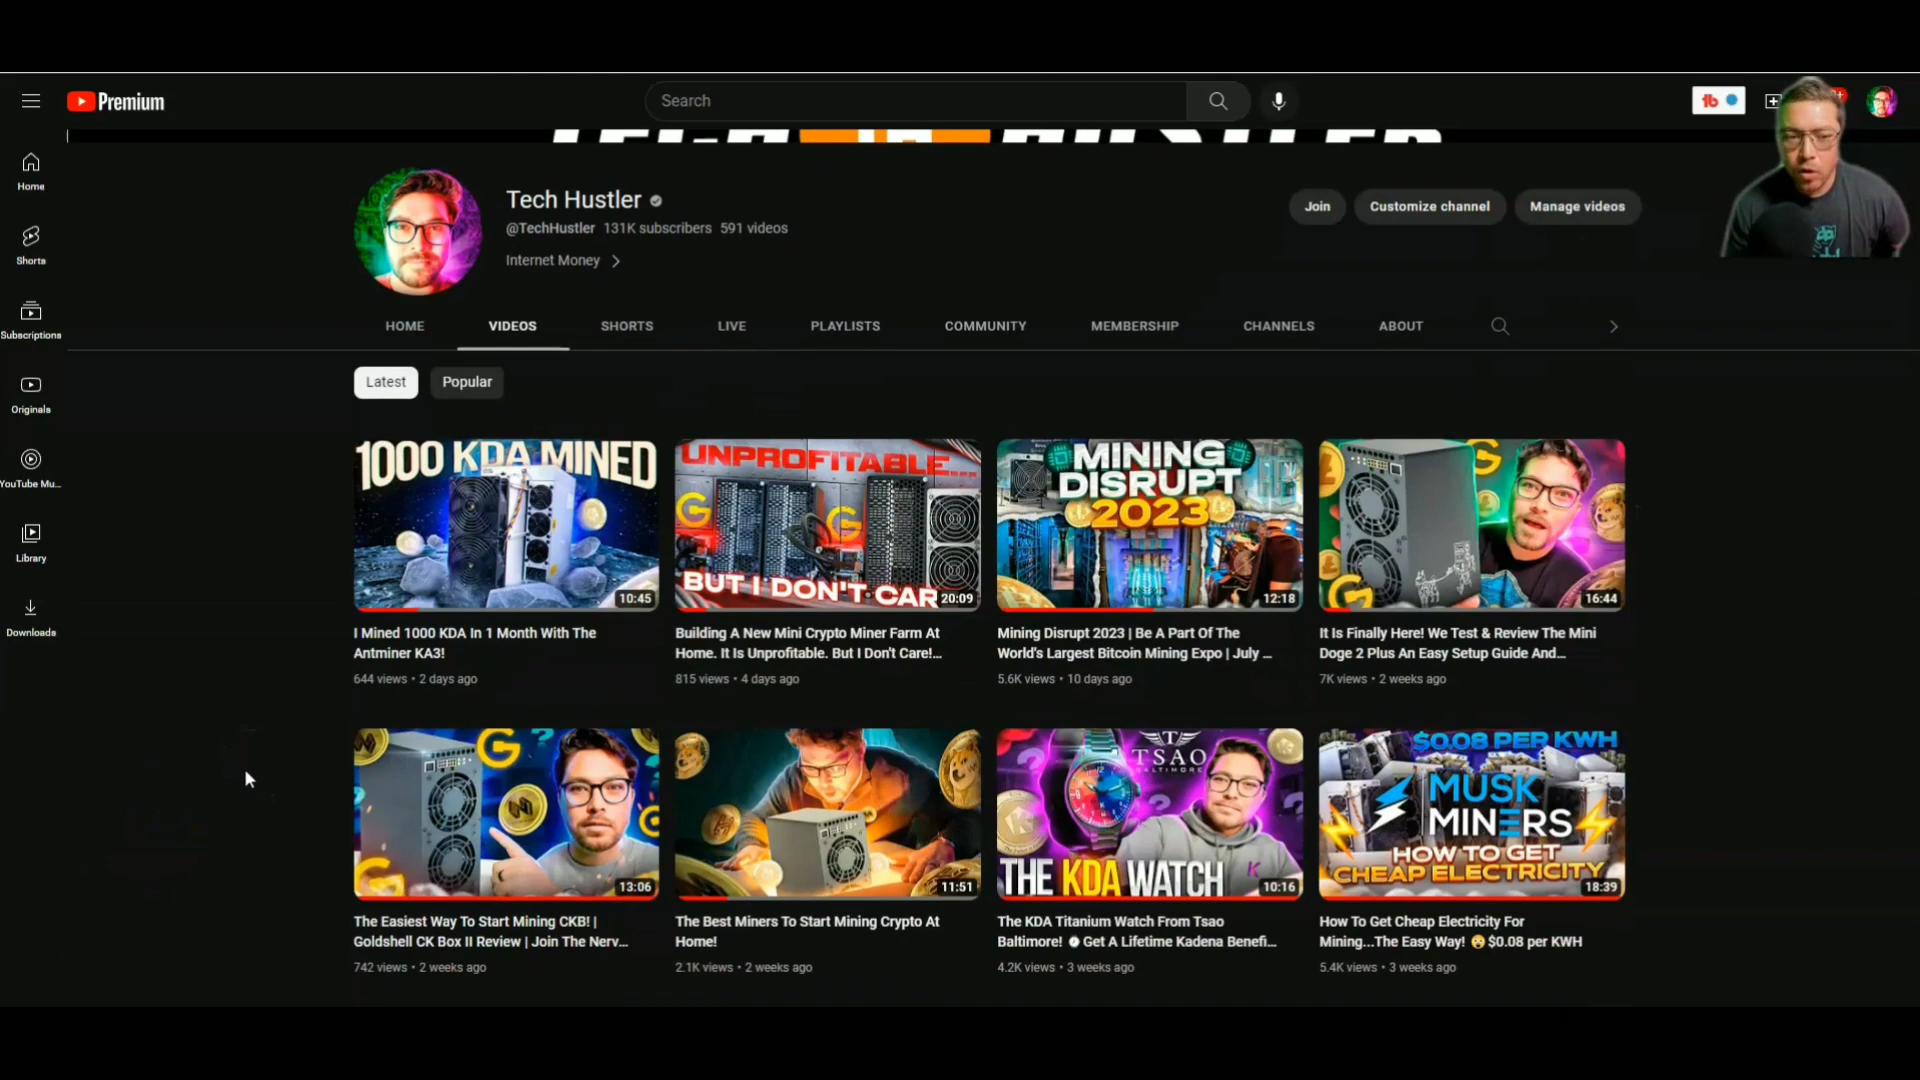 Premium
Search
Home
Shorts
Subscriptions
Originals
YouTube Mu...
Library
Downloads
Tech Hustler
@TechHustler 131K subscribers 591 videos
Internet Money
Join
Customize channel
Manage videos
HOME
VIDEOS
SHORTS
LIVE
PLAYLISTS
COMMUNITY
MEMBERSHIP
CHANNELS
ABOUT
Latest
Popular
1000 KDA MINED
10:45
I Mined 1000 KDA In 1 Month With The
Antminer KA3!
644 views • 2 days ago
UNPROFITABLE...
BUT I DON'T CAR
20:09
Building A New Mini Crypto Miner Farm At
Home. It Is Unprofitable. But I Don't Care!...
815 views • 4 days ago
MINING
DISRUPT
2023
12:18
Mining Disrupt 2023 | Be A Part Of The
World's Largest Bitcoin Mining Expo | July ...
5.6K views • 10 days ago
16:44
It Is Finally Here! We Test & Review The Mini
Doge 2 Plus An Easy Setup Guide And...
7K views • 2 weeks ago
13:06
The Easiest Way To Start Mining CKB! |
Goldshell CK Box II Review | Join The Nerv...
742 views • 2 weeks ago
11:51
The Best Miners To Start Mining Crypto At
Home!
2.1K views • 2 weeks ago
TSAO
BALTIMORE
THE KDA WATCH
10:16
The KDA Titanium Watch From Tsao
Baltimore! Get A Lifetime Kadena Benefi...
4.2K views • 3 weeks ago
$0.08 PER KWH
MUSK
MINERS
HOW TO GET
CHEAP ELECTRICITY
18:39
How To Get Cheap Electricity For
Mining...The Easy Way! 😲 $0.08 per KWH
5.4K views • 3 weeks ago